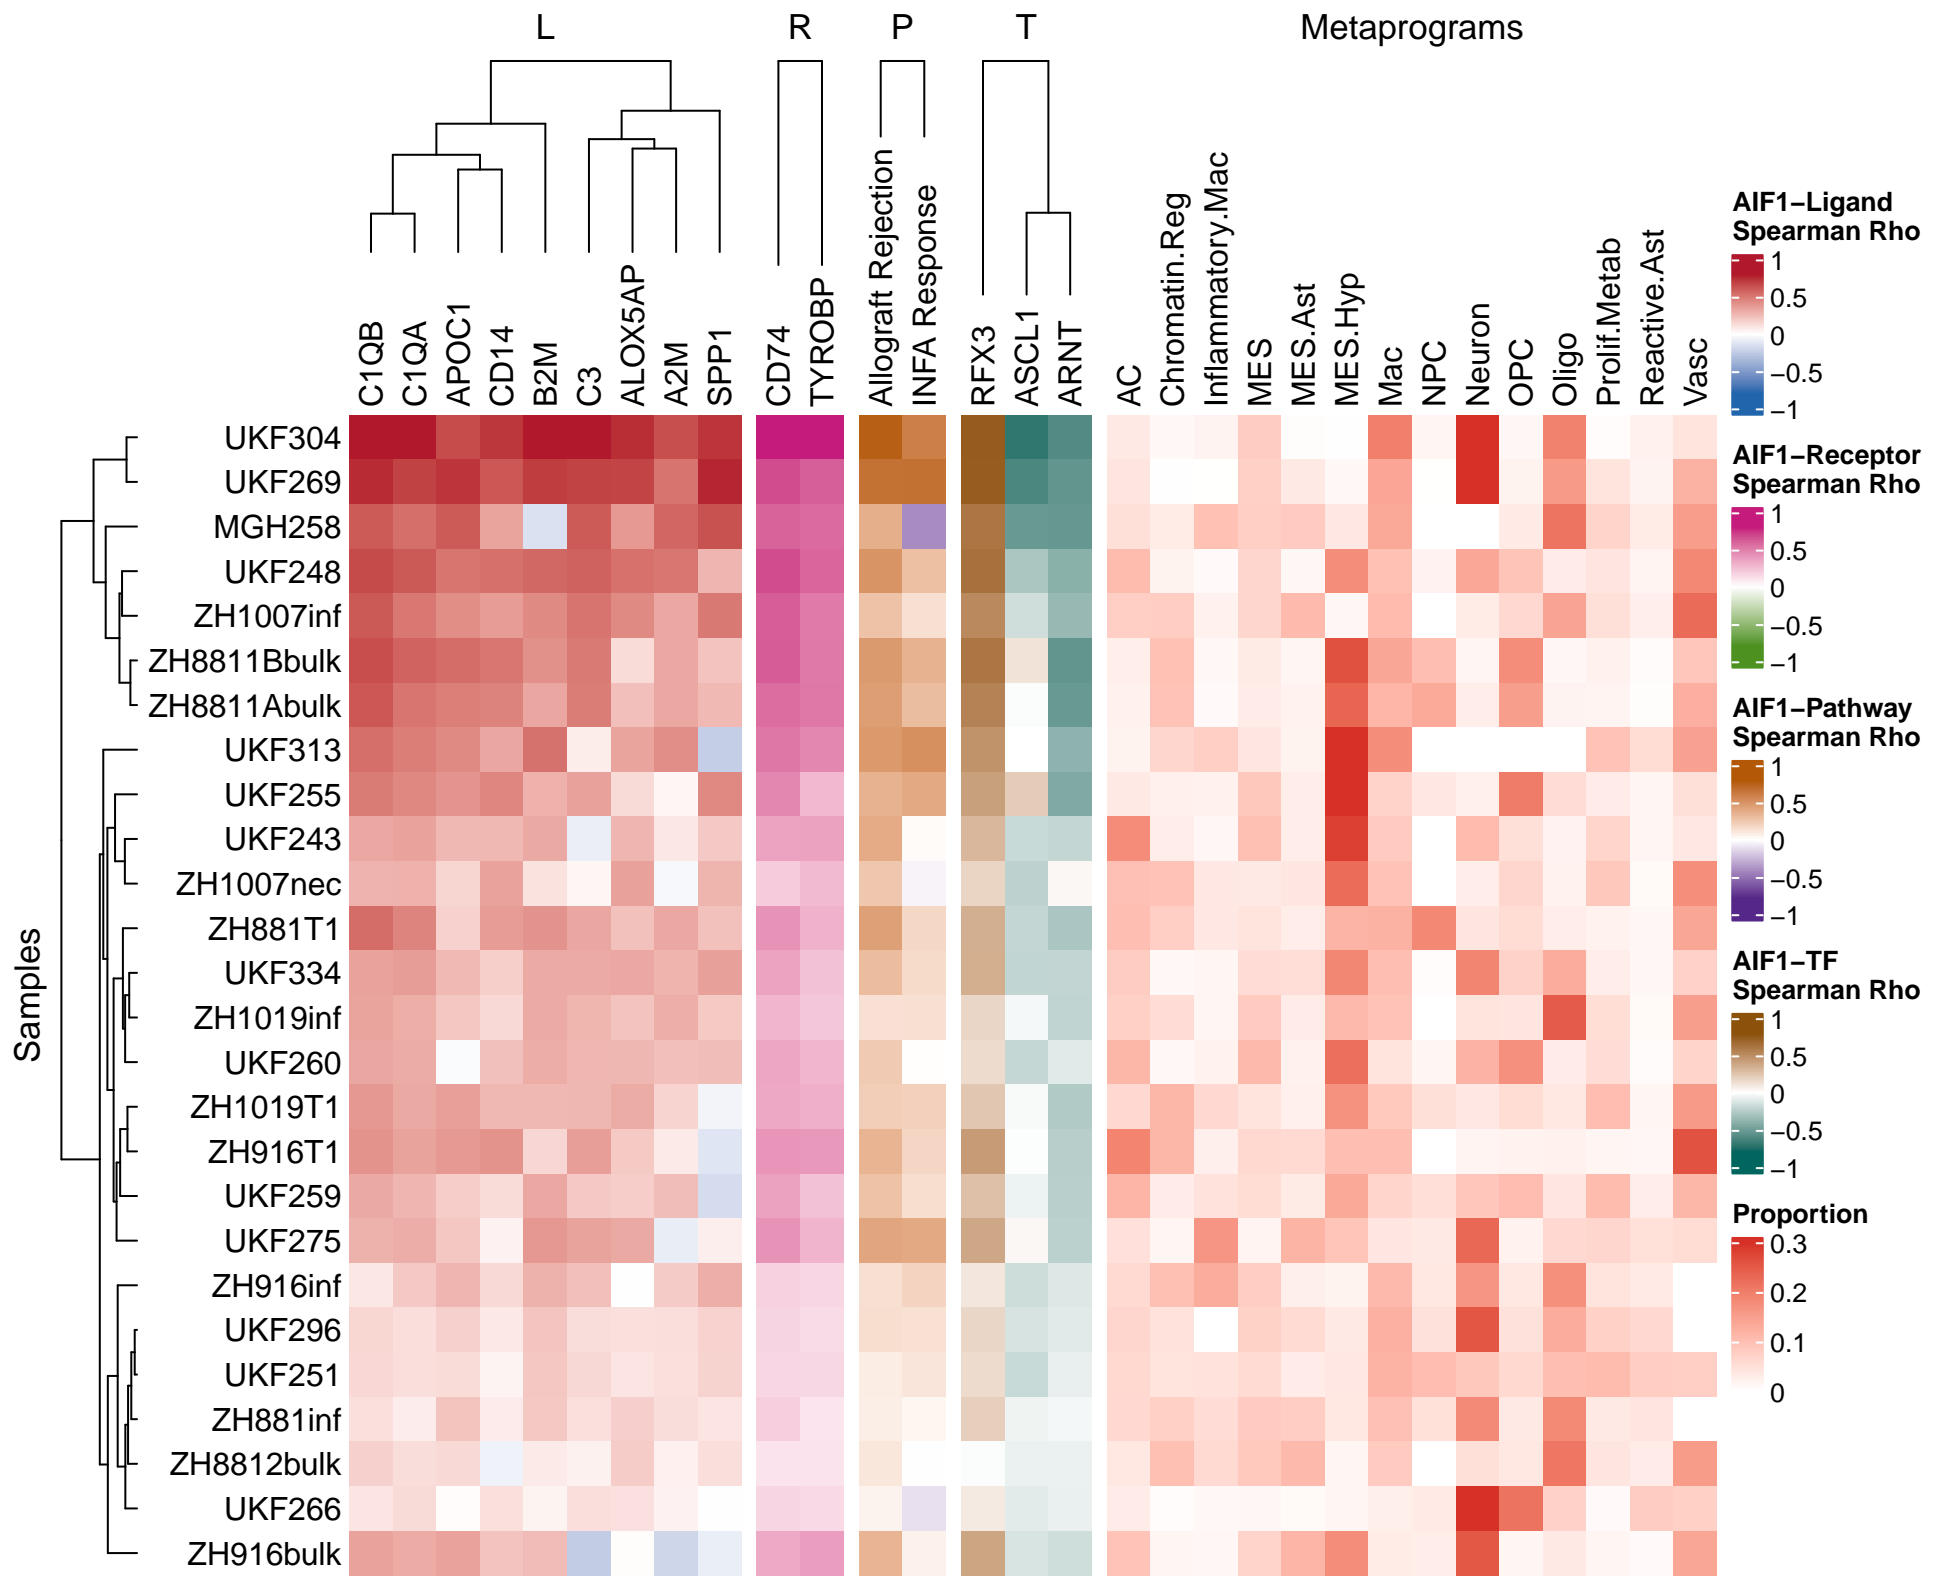 L R P T Metaprograms
C1QB C1QA APOC1 CD14 B2M C3 ALOX5AP A2M SPP1 CD74 TYROBP Allograft Rejection INFA Response RFX3 ASCL1 ARNT AC Chromatin.Reg Inflammatory.Mac MES MES.Ast MES.Hyp Mac NPC Neuron OPC Oligo Prolif.Metab Reactive.Ast Vasc
Samples
UKF304
UKF269
MGH258
UKF248
ZH1007inf
ZH8811Bbulk
ZH8811Abulk
UKF313
UKF255
UKF243
ZH1007nec
ZH881T1
UKF334
ZH1019inf
UKF260
ZH1019T1
ZH916T1
UKF259
UKF275
ZH916inf
UKF296
UKF251
ZH881inf
ZH8812bulk
UKF266
ZH916bulk
AIF1−Ligand
Spearman Rho
1
0.5
0
−0.5
−1
AIF1−Receptor
Spearman Rho
1
0.5
0
−0.5
−1
AIF1−Pathway
Spearman Rho
1
0.5
0
−0.5
−1
AIF1−TF
Spearman Rho
1
0.5
0
−0.5
−1
Proportion
0.3
0.2
0.1
0